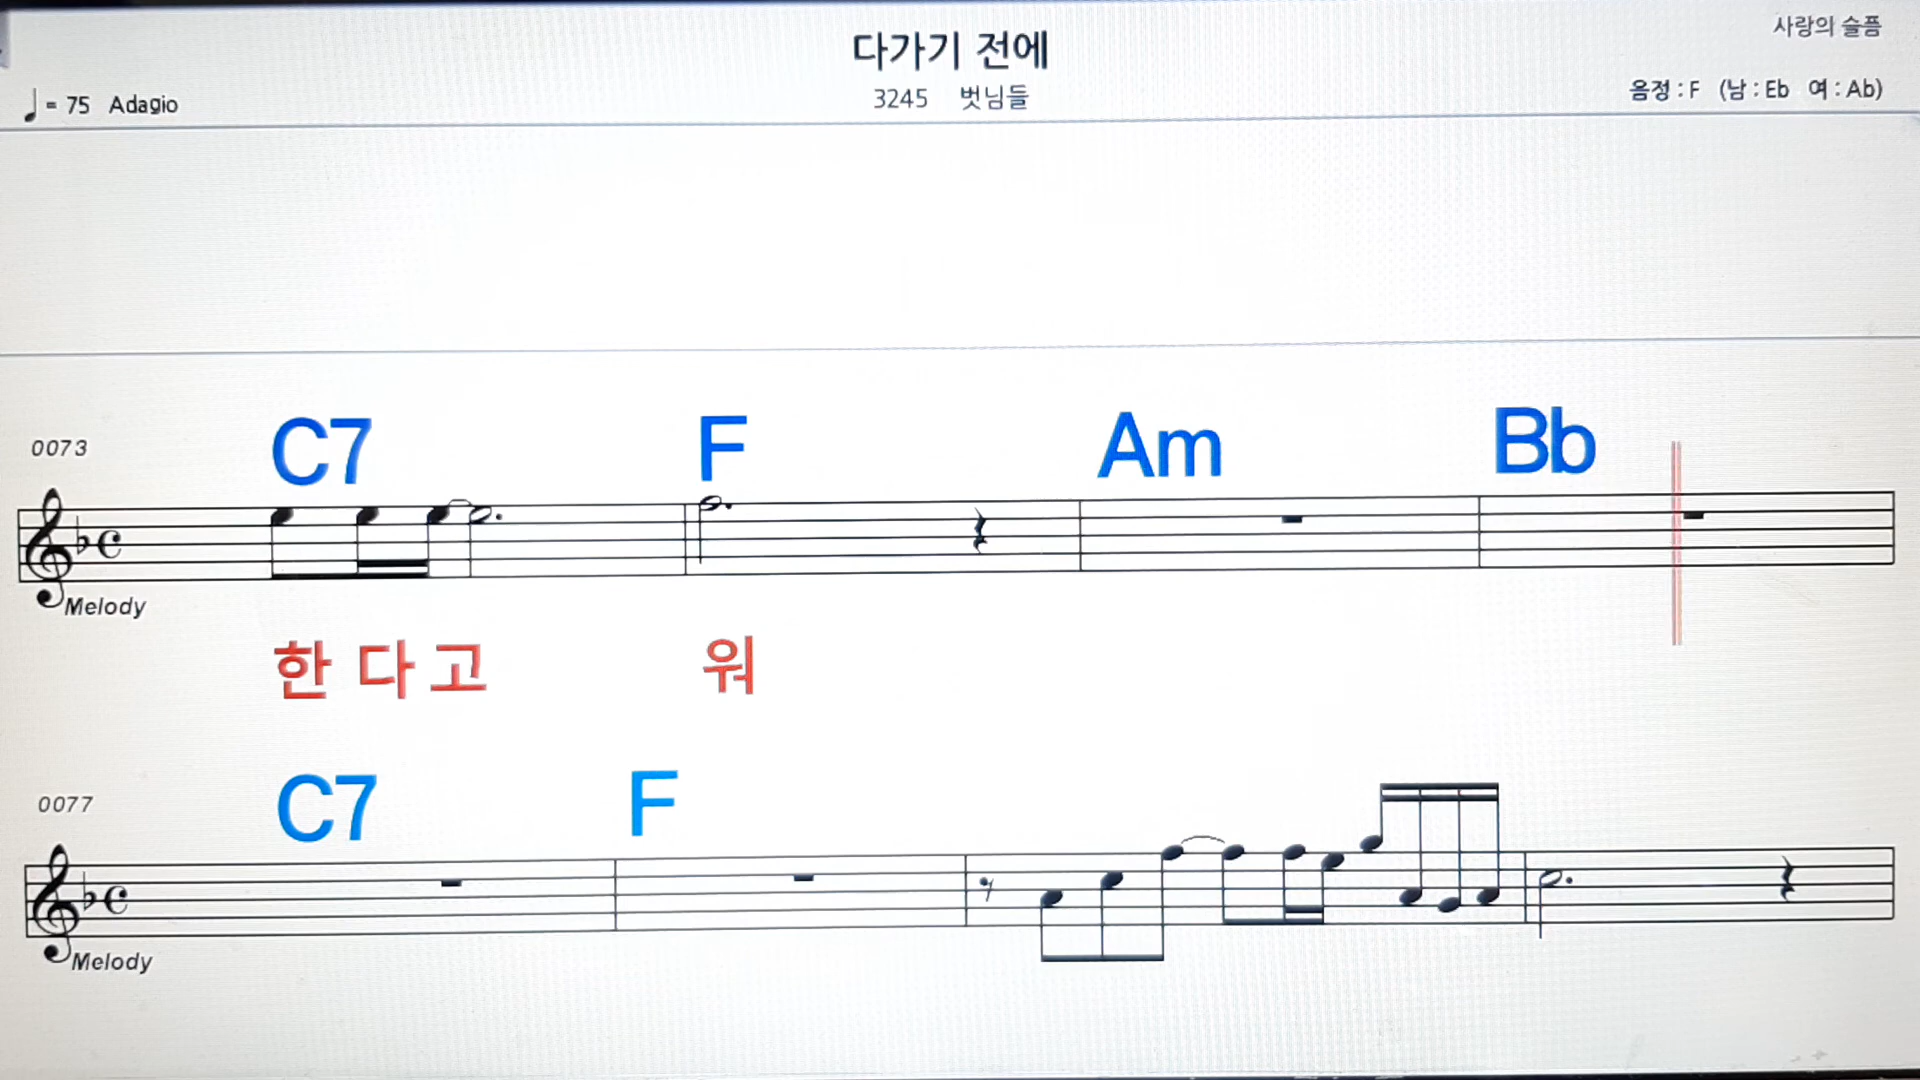 사랑의 슬픔
다가기 전에
♩ = 75 Adagio
3245 벗님들
음정 : F (남 : Eb 여 : Ab)
0073
C7 F Am Bb
Melody
한 다 고 워
0077
C7 F
Melody